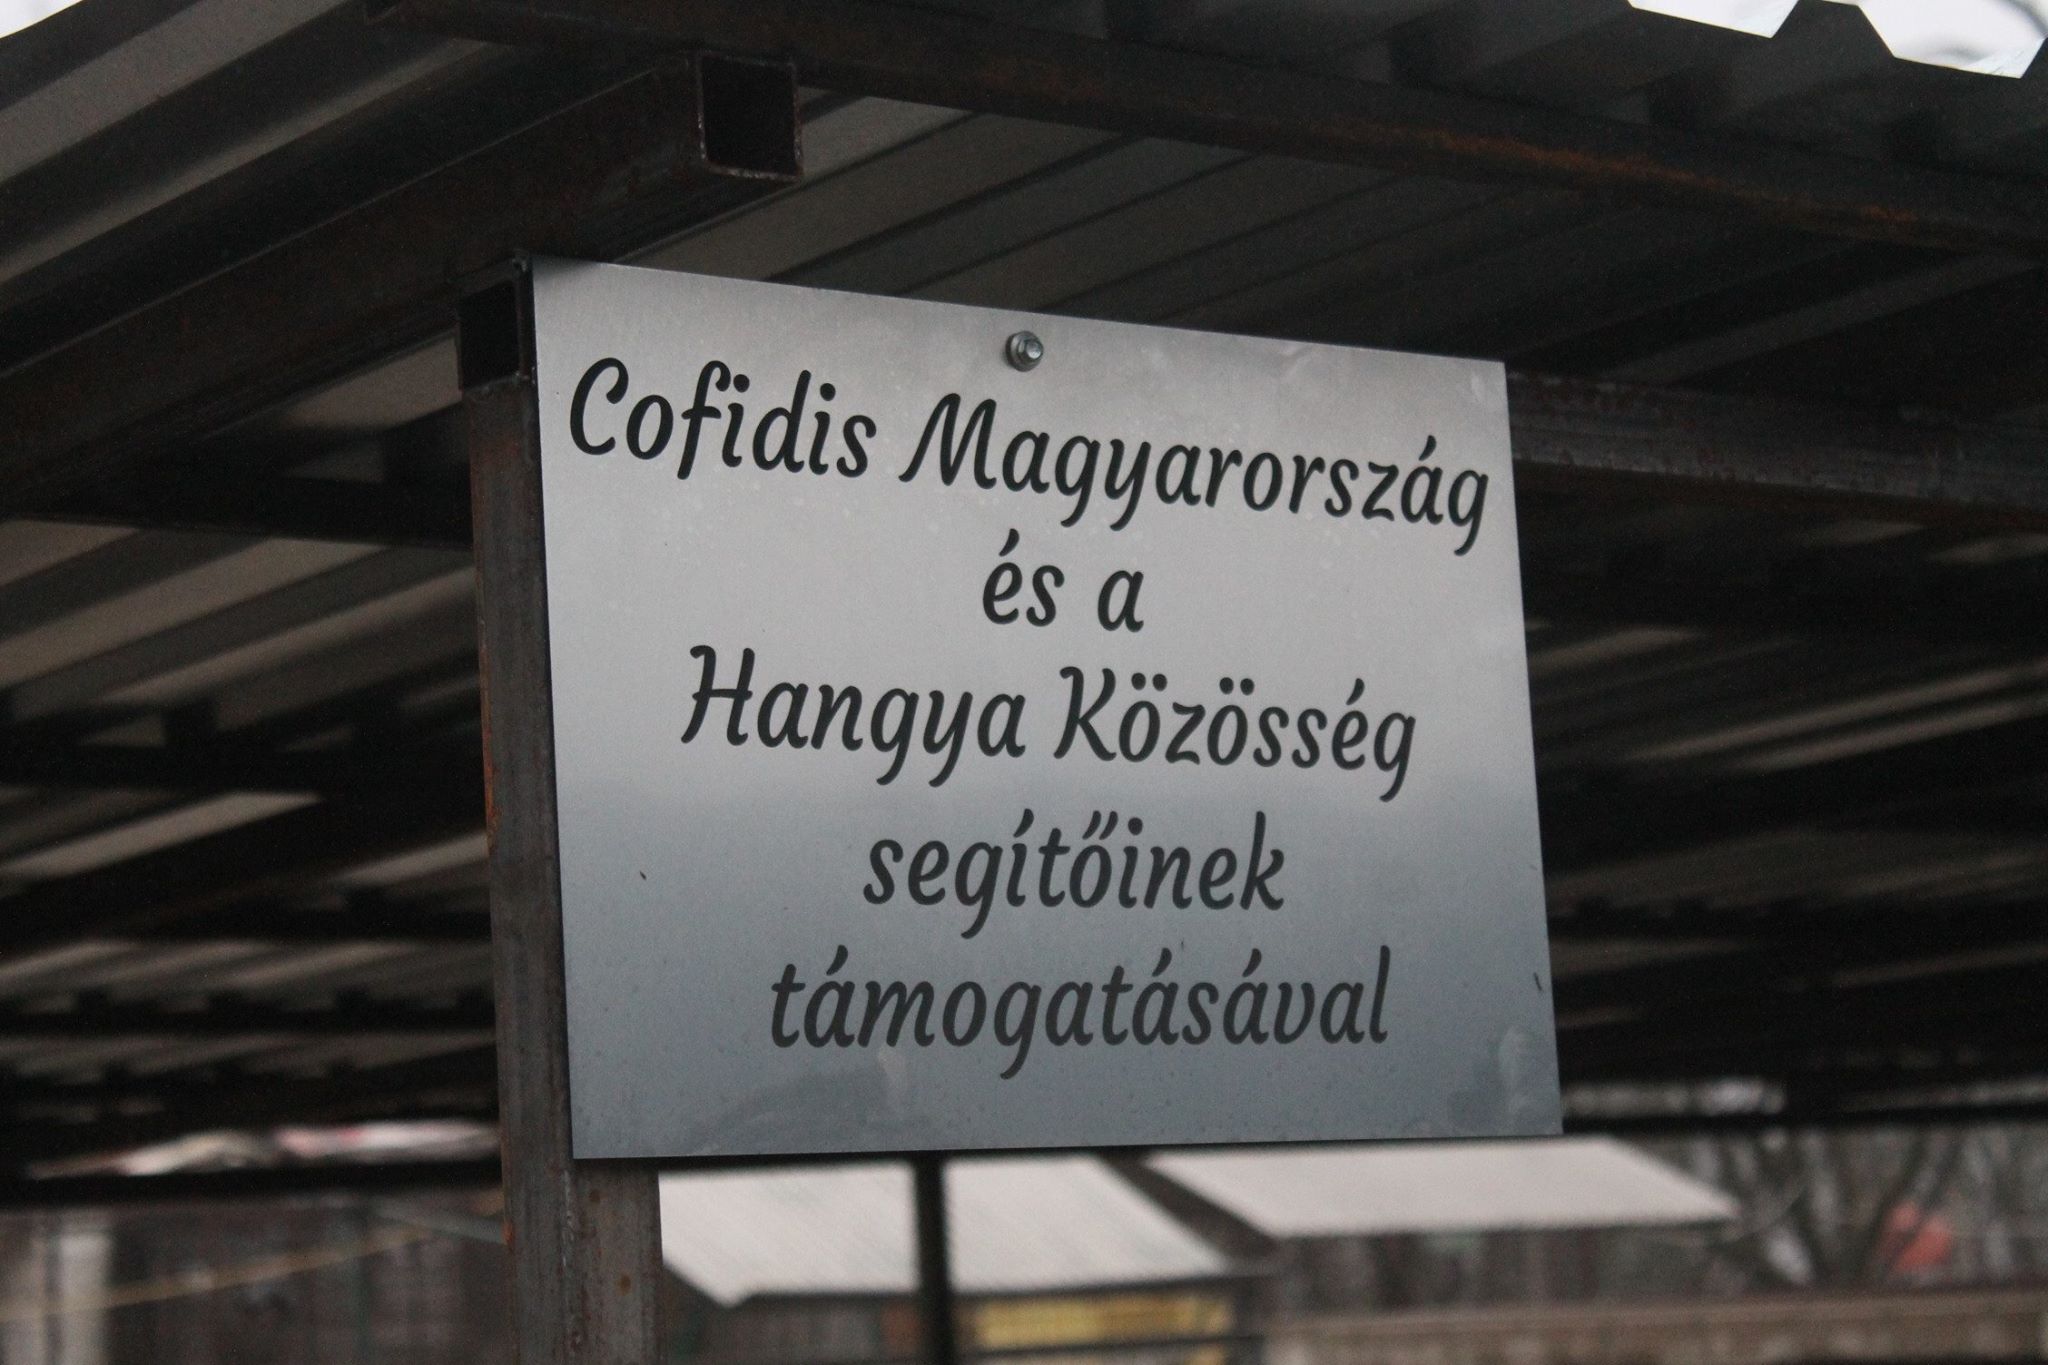 Cofidis Magyarország
és a
Hangya Közösség
segítőinek
támogatásával